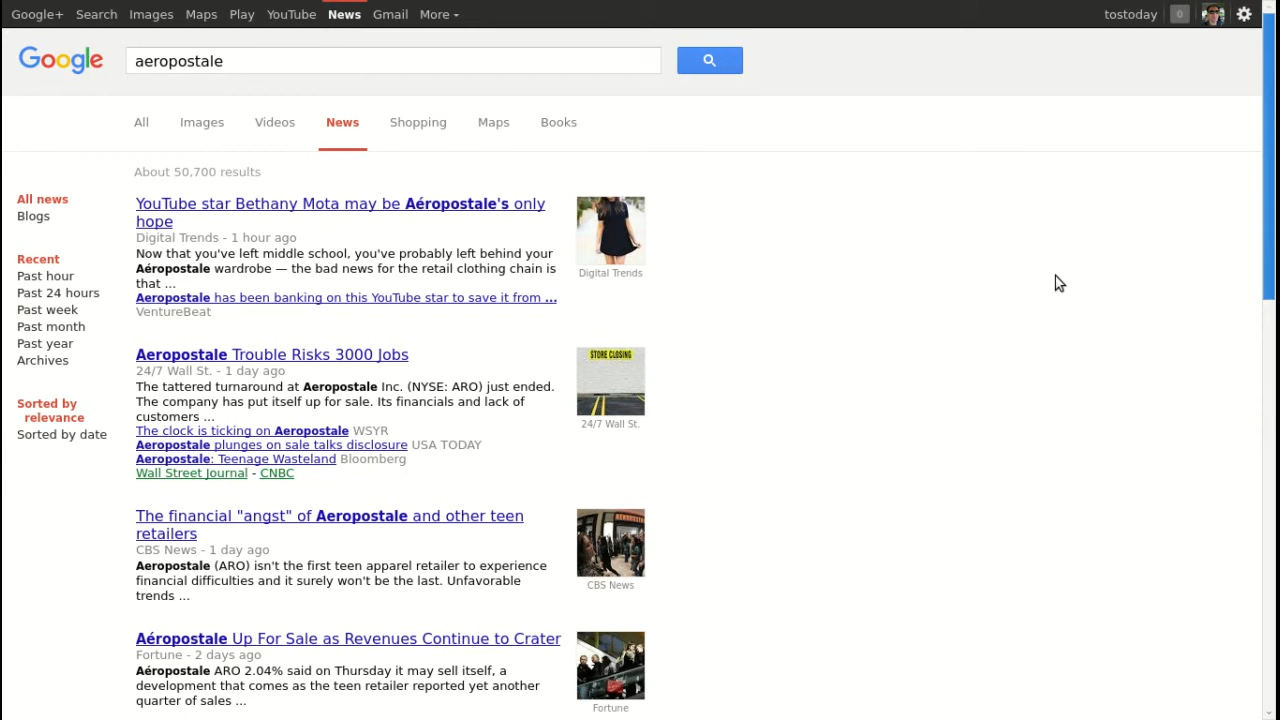 Google+ Search Images Maps Play YouTube News Gmail More
tostoday 0
Google aeropostale
All Images Videos News Shopping Maps Books
About 50,700 results
All news
Blogs
Recent
Past hour
Past 24 hours
Past week
Past month
Past year
Archives
Sorted by
relevance
Sorted by date
YouTube star Bethany Mota may be Aéropostale's only
hope
Digital Trends - 1 hour ago
Now that you've left middle school, you've probably left behind your
Aéropostale wardrobe — the bad news for the retail clothing chain is
that ...
Aeropostale has been banking on this YouTube star to save it from ...
VentureBeat
Digital Trends
Aeropostale Trouble Risks 3000 Jobs
24/7 Wall St. - 1 day ago
The tattered turnaround at Aeropostale Inc. (NYSE: ARO) just ended.
The company has put itself up for sale. Its financials and lack of
customers ...
The clock is ticking on Aeropostale WSYR
Aeropostale plunges on sale talks disclosure USA TODAY
Aeropostale: Teenage Wasteland Bloomberg
Wall Street Journal - CNBC
STORE CLOSING
24/7 Wall St.
The financial "angst" of Aeropostale and other teen
retailers
CBS News - 1 day ago
Aeropostale (ARO) isn't the first teen apparel retailer to experience
financial difficulties and it surely won't be the last. Unfavorable
trends ...
CBS News
Aéropostale Up For Sale as Revenues Continue to Crater
Fortune - 2 days ago
Aéropostale ARO 2.04% said on Thursday it may sell itself, a
development that comes as the teen retailer reported yet another
quarter of sales ...
Fortune